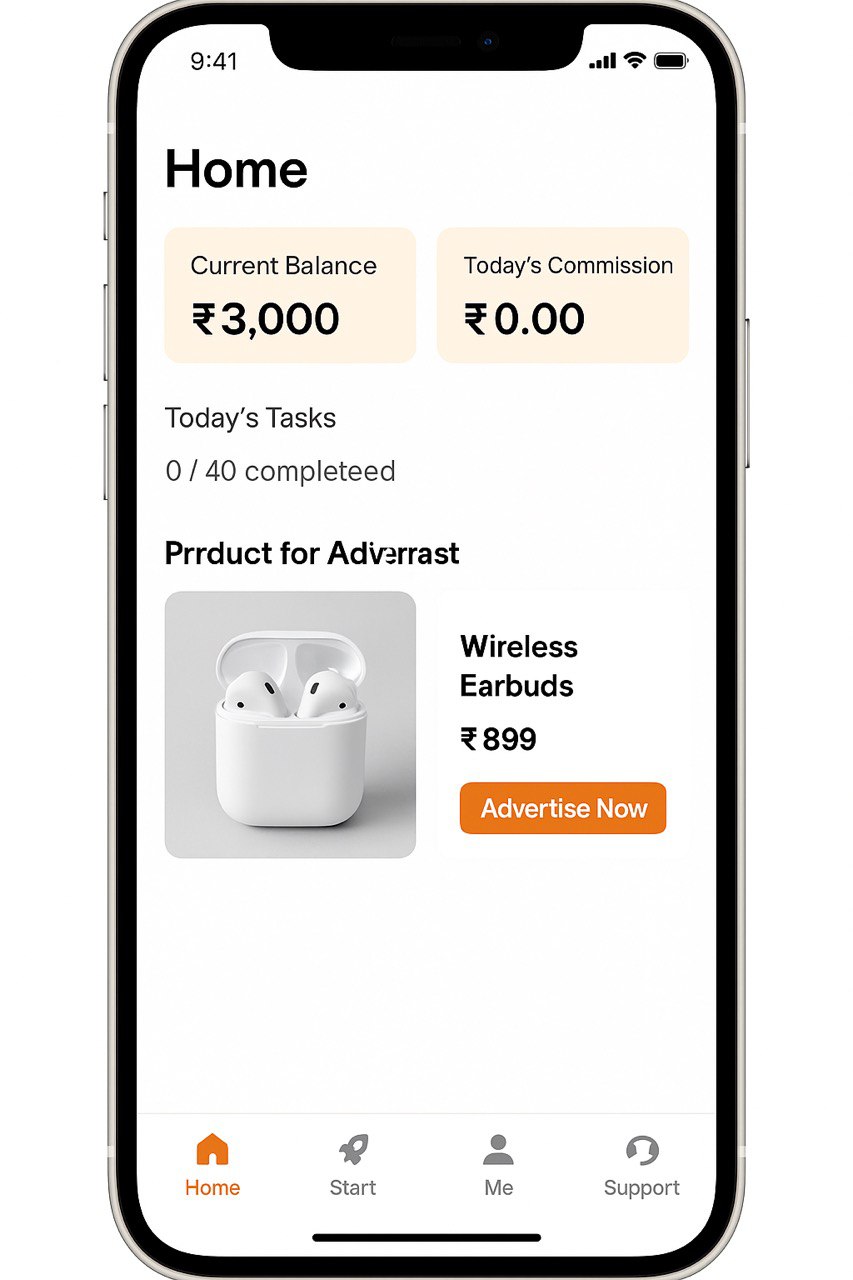 9:41
Home
Current Balance
₹3,000
Today's Commission
₹0.00
Today's Tasks
0 / 40 completeed
Prrduct for Adverrast
Wireless
Earbuds
₹899
Advertise Now
Home
Start
Me
Support